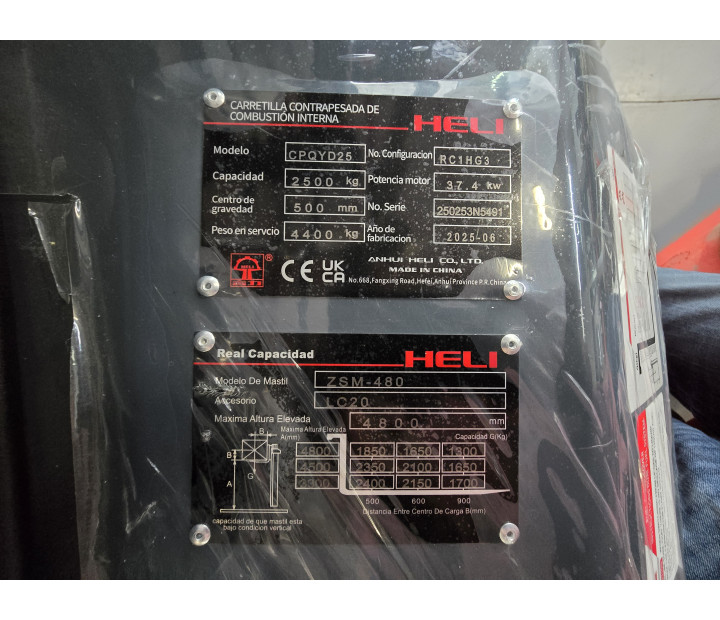 CARRETILLA CONTRAPESADA DE
COMBUSTIÓN INTERNA
HELI
Modelo CPQYD25 No. Configuracion RC1HG3
Capacidad 2500 kg Potencia motor 37.4 kw
Centro de gravedad 500 mm No. Serie 250253N5491
Peso en servcio 4400 kg Año de fabricacion 2025-06
HELI
®
CE UK CA
ANHUI HELI CO., LTD.
MADE IN CHINA
No.668,Fangxing Road,Hefei,Anhui Province P.R.China
Real Capacidad HELI
Modelo De Mastil ZSM-480
Accesorio LC20
Maxima Altura Elevada 4800 mm
Maxima Altura Elevada
A(mm)
Capacidad G(Kg)
4800 1850 1650 1300
4500 2350 2100 1650
3300 2400 2150 1700
500 600 900
Distancia Entre Centro De Carga B(mm)
B
B
G
A
capacidad de que mastil esta
bajo condicion vertical